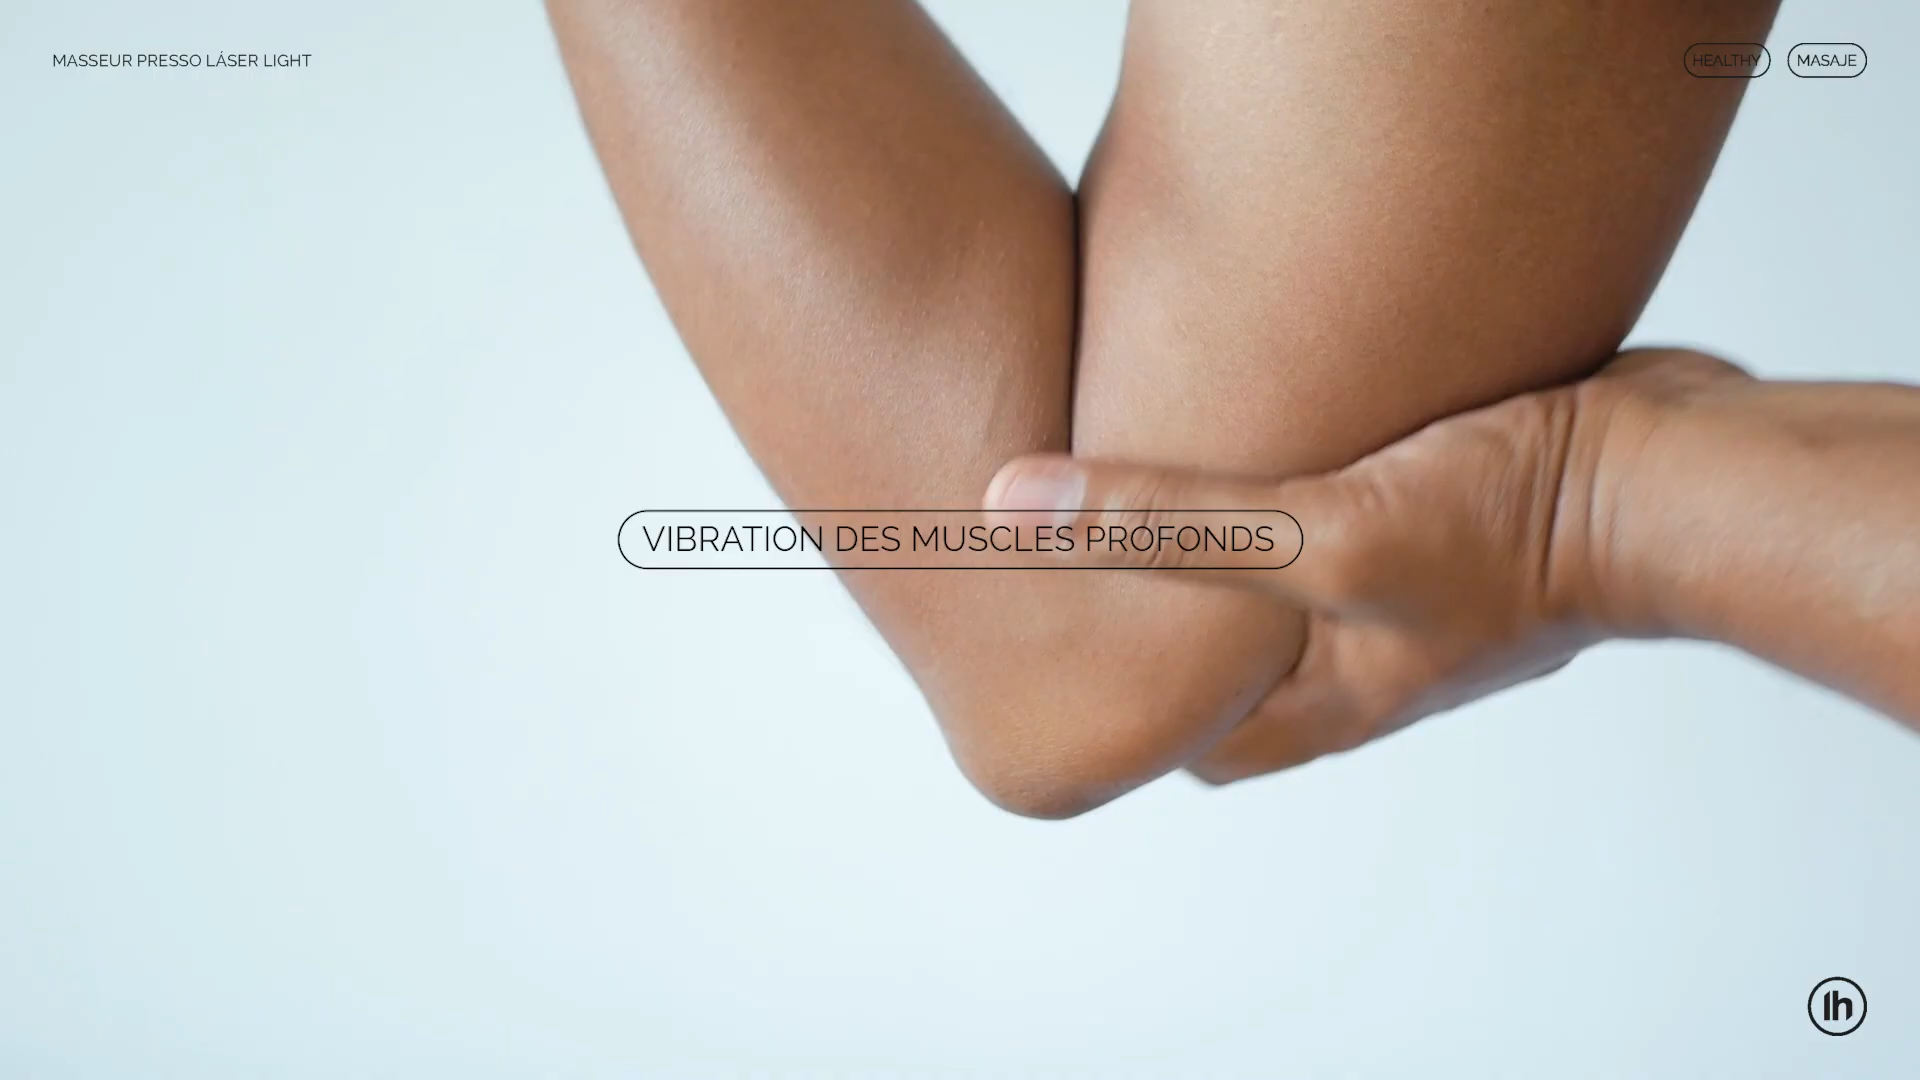 MASSEUR PRESSO LÁSER LIGHT
HEALTHY
MASAJE
VIBRATION DES MUSCLES PROFONDS
lh